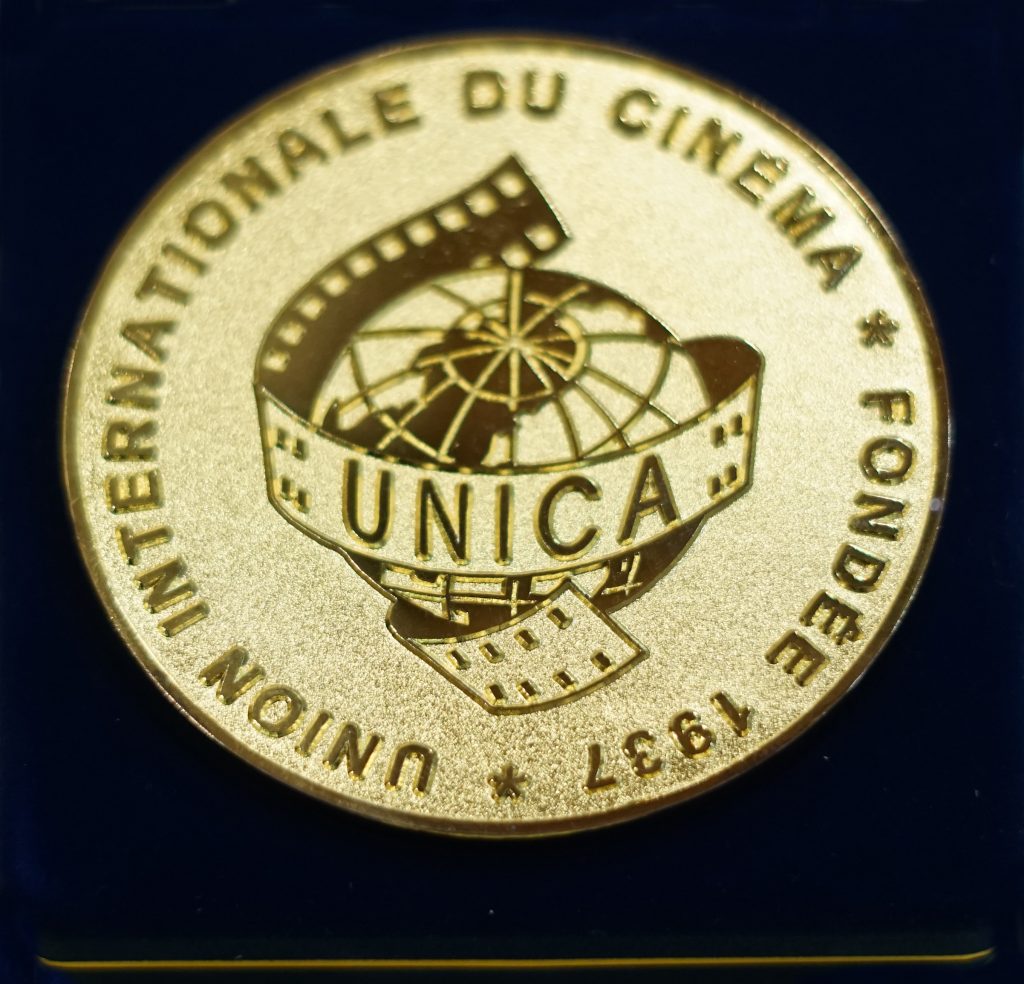 UNION INTERNATIONALE DU CINÉMA * FONDÉE 1937 *
UNICA